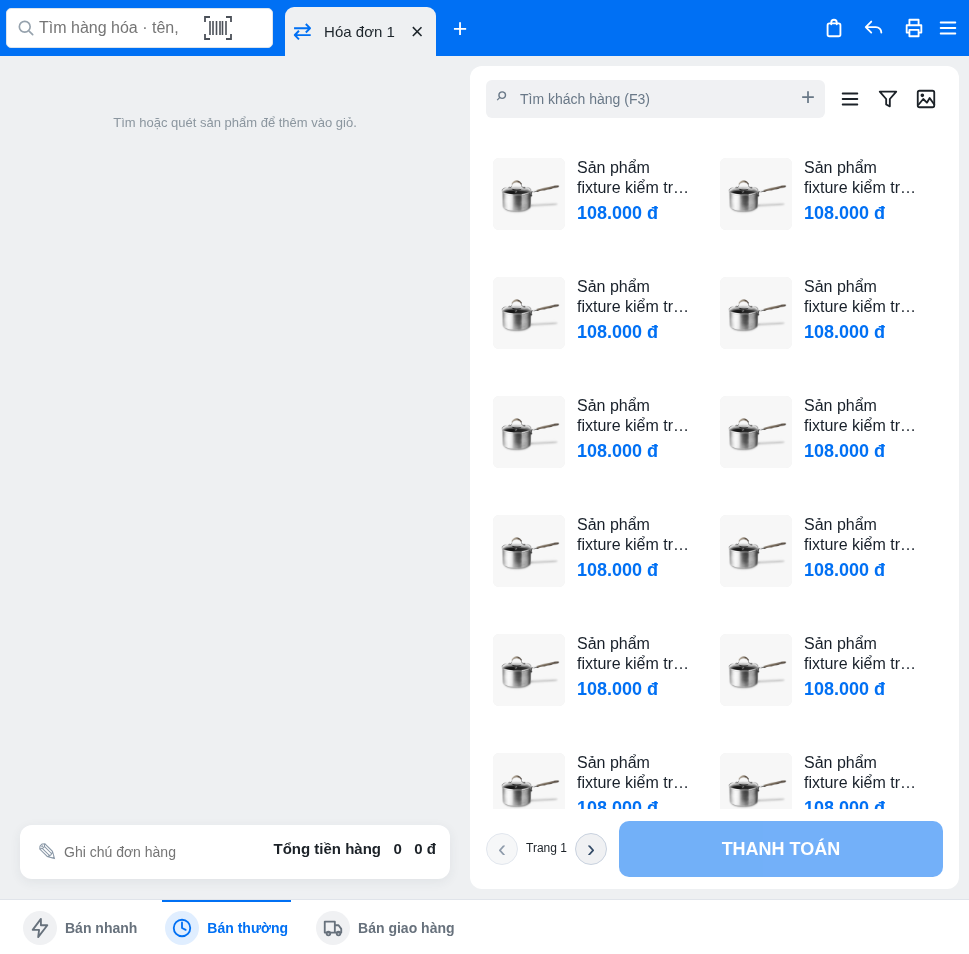 Tìm hàng hóa · tên,
Hóa đơn 1
Tìm khách hàng (F3)
Tìm hoặc quét sản phẩm để thêm vào giỏ.
Sản phẩm
fixture kiểm tr…
108.000 đ
Sản phẩm
fixture kiểm tr…
108.000 đ
Sản phẩm
fixture kiểm tr…
108.000 đ
Sản phẩm
fixture kiểm tr…
108.000 đ
Sản phẩm
fixture kiểm tr…
108.000 đ
Sản phẩm
fixture kiểm tr…
108.000 đ
Sản phẩm
fixture kiểm tr…
108.000 đ
Sản phẩm
fixture kiểm tr…
108.000 đ
Sản phẩm
fixture kiểm tr…
108.000 đ
Sản phẩm
fixture kiểm tr…
108.000 đ
Sản phẩm
fixture kiểm tr…
108.000 đ
Sản phẩm
fixture kiểm tr…
108.000 đ
Ghi chú đơn hàng
Tổng tiền hàng 0 0 đ
Trang 1
THANH TOÁN
Bán nhanh
Bán thường
Bán giao hàng